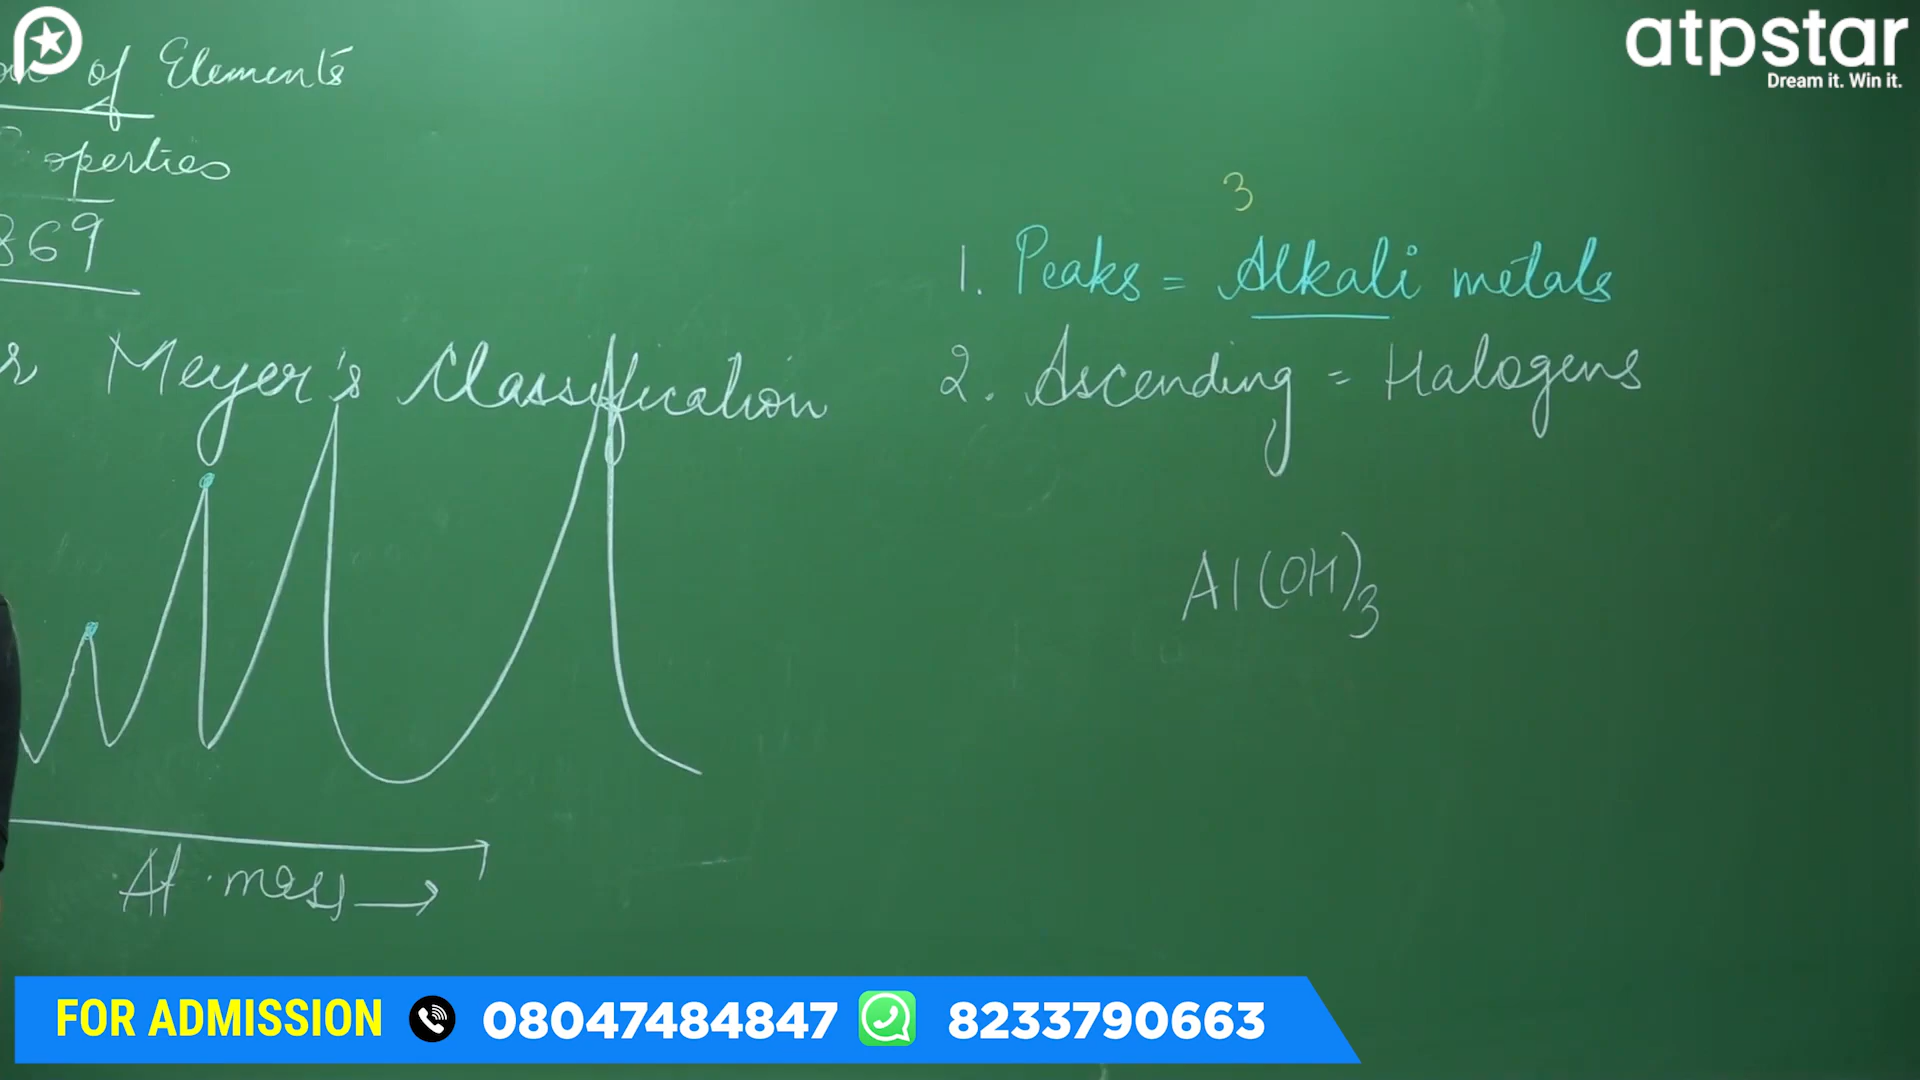 of Elements
operties
869
Meyer's Classification
At. mass →
3
1. Peaks = Alkali metals
2. Ascending = Halogens
Al(OH)3
atpstar
Dream it. Win it.
FOR ADMISSION 08047484847 8233790663